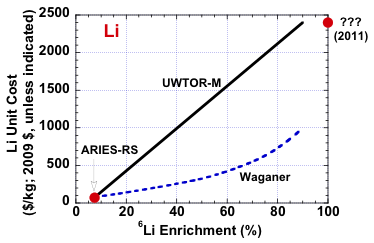 Li Unit Cost
($/kg; 2009 $, unless indicated)
2500
2000
1500
1000
500
0
Li
???
(2011)
UWTOR-M
ARIES-RS
Waganer
0 20 40 60 80 100
⁶Li Enrichment (%)